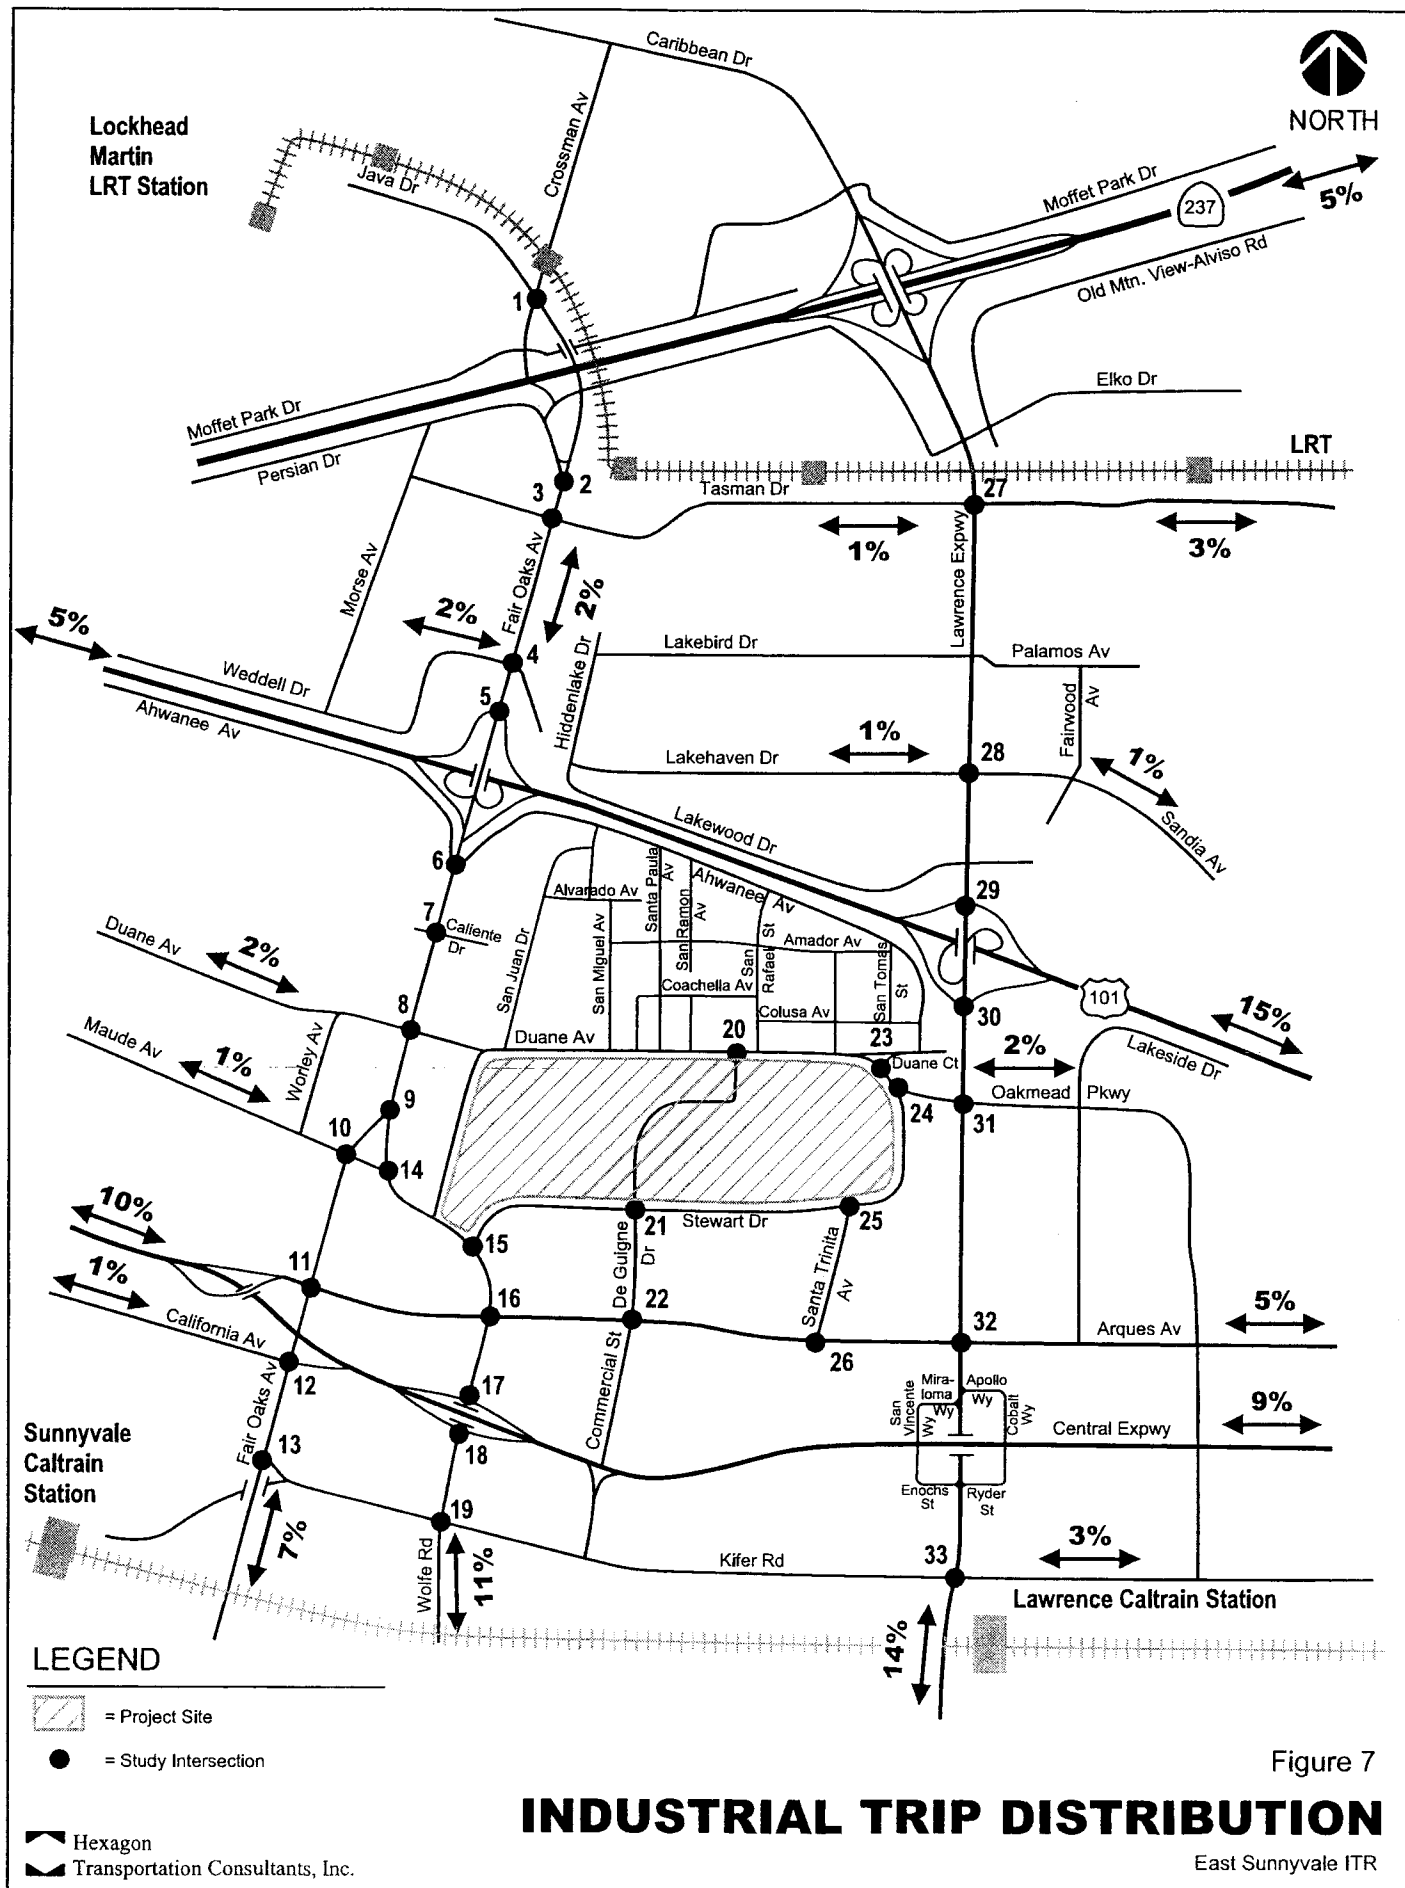 Caribbean Dr
NORTH
Lockhead
Martin
LRT Station
Crossman Av
Java Dr
Moffet Park Dr
237
5%
Old Mtn. View-Alviso Rd
1
Elko Dr
Moffet Park Dr
Persian Dr
LRT
2
3
Tasman Dr
27
1%
3%
Morse Av
Fair Oaks Av
2%
2%
Lawrence Expwy
5%
4
Hiddenlake Dr
Lakebird Dr
Palamos Av
Weddell Dr
5
Ahwanee Av
Fairwood
Av
1%
Lakehaven Dr
28
1%
Sandia Av
Lakewood Dr
6
Santa Paula
Av
San Ramon
Av
Ahwanee
Av
29
Alvarado Av
7
Caliente
Dr
Duane Av
2%
San Juan Dr
San Miguel Av
San
Rafael St
Amador Av
San Tomas
St
Coachella Av
Colusa Av
101
15%
8
Maude Av
1%
Worley Av
Duane Av
20
23
30
Duane Ct
2%
Lakeside Dr
Oakmead Pkwy
9
24
31
10
14
10%
21
Stewart Dr
25
15
De Guigne
Dr
Santa Trinita
Av
1%
11
16
22
32
5%
California Av
Arques Av
26
12
17
Commercial St
Mira-
loma
Wy
Apollo
Wy
San
Vincente
Wy
Cobalt
Wy
9%
Central Expwy
Fair Oaks Av
Sunnyvale
Caltrain
Station
13
18
Enochs
St
Ryder
St
19
7%
Wolfe Rd
11%
Kifer Rd
33
3%
Lawrence Caltrain Station
14%
LEGEND
= Project Site
= Study Intersection
Figure 7
INDUSTRIAL TRIP DISTRIBUTION
East Sunnyvale ITR
Hexagon
Transportation Consultants, Inc.